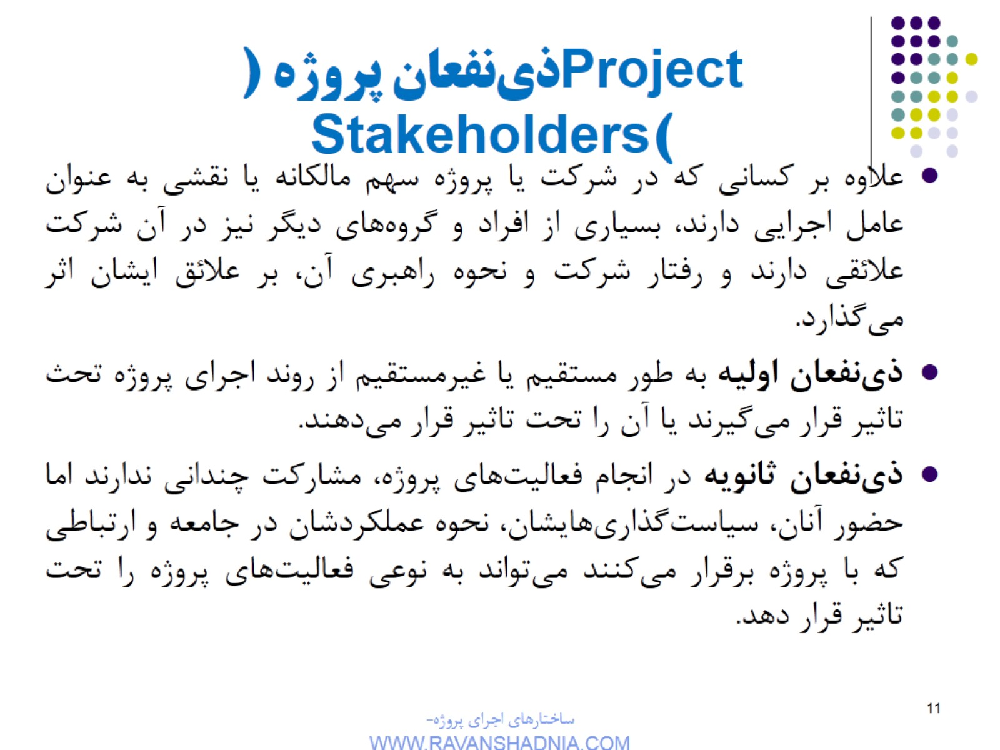 ذی‌نفعان پروژه (Project
Stakeholders)
علاوه بر کسانی که در شرکت یا پروژه سهم مالکانه یا نقشی به عنوان
عامل اجرایی دارند، بسیاری از افراد و گروه‌های دیگر نیز در آن شرکت
علائقی دارند و رفتار شرکت و نحوه راهبری آن، بر علائق ایشان اثر
می‌گذارد.
ذی‌نفعان اولیه به طور مستقیم یا غیرمستقیم از روند اجرای پروژه تحث
تاثیر قرار می‌گیرند یا آن را تحت تاثیر قرار می‌دهند.
ذی‌نفعان ثانویه در انجام فعالیت‌های پروژه، مشارکت چندانی ندارند اما
حضور آنان، سیاست‌گذاری‌هایشان، نحوه عملکردشان در جامعه و ارتباطی
که با پروژه برقرار می‌کنند می‌تواند به نوعی فعالیت‌های پروژه را تحت
تاثیر قرار دهد.
11
ساختارهای اجرای پروژه-
WWW.RAVANSHADNIA.COM